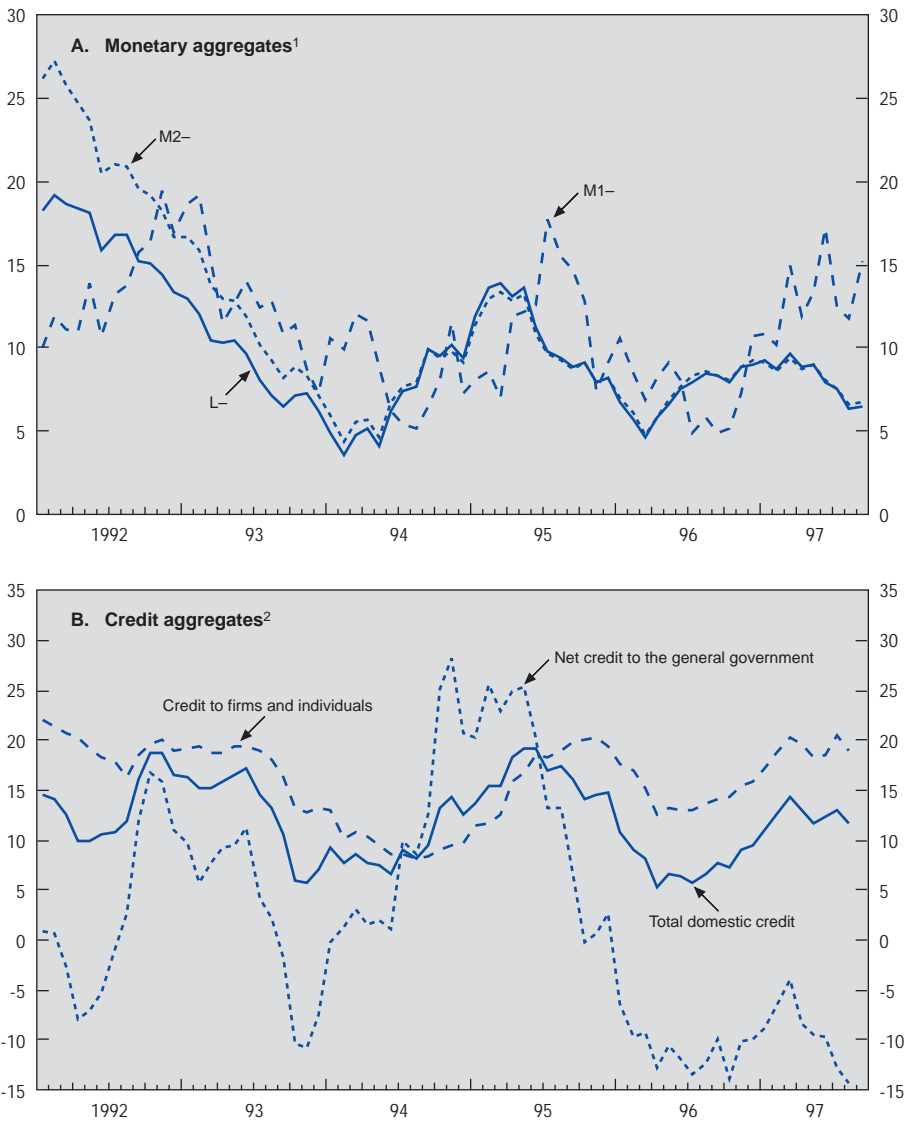 A. Monetary aggregates1
30 30
25 25
M2–
20 20
M1–
15 15
10 10
L–
5 5
0 0
1992 93 94 95 96 97
35 35
B. Credit aggregates2
30 30
Net credit to the general government
25 25
Credit to firms and individuals
20 20
15 15
10 10
5 5
Total domestic credit
0 0
-5 -5
-10 -10
-15 -15
1992 93 94 95 96 97